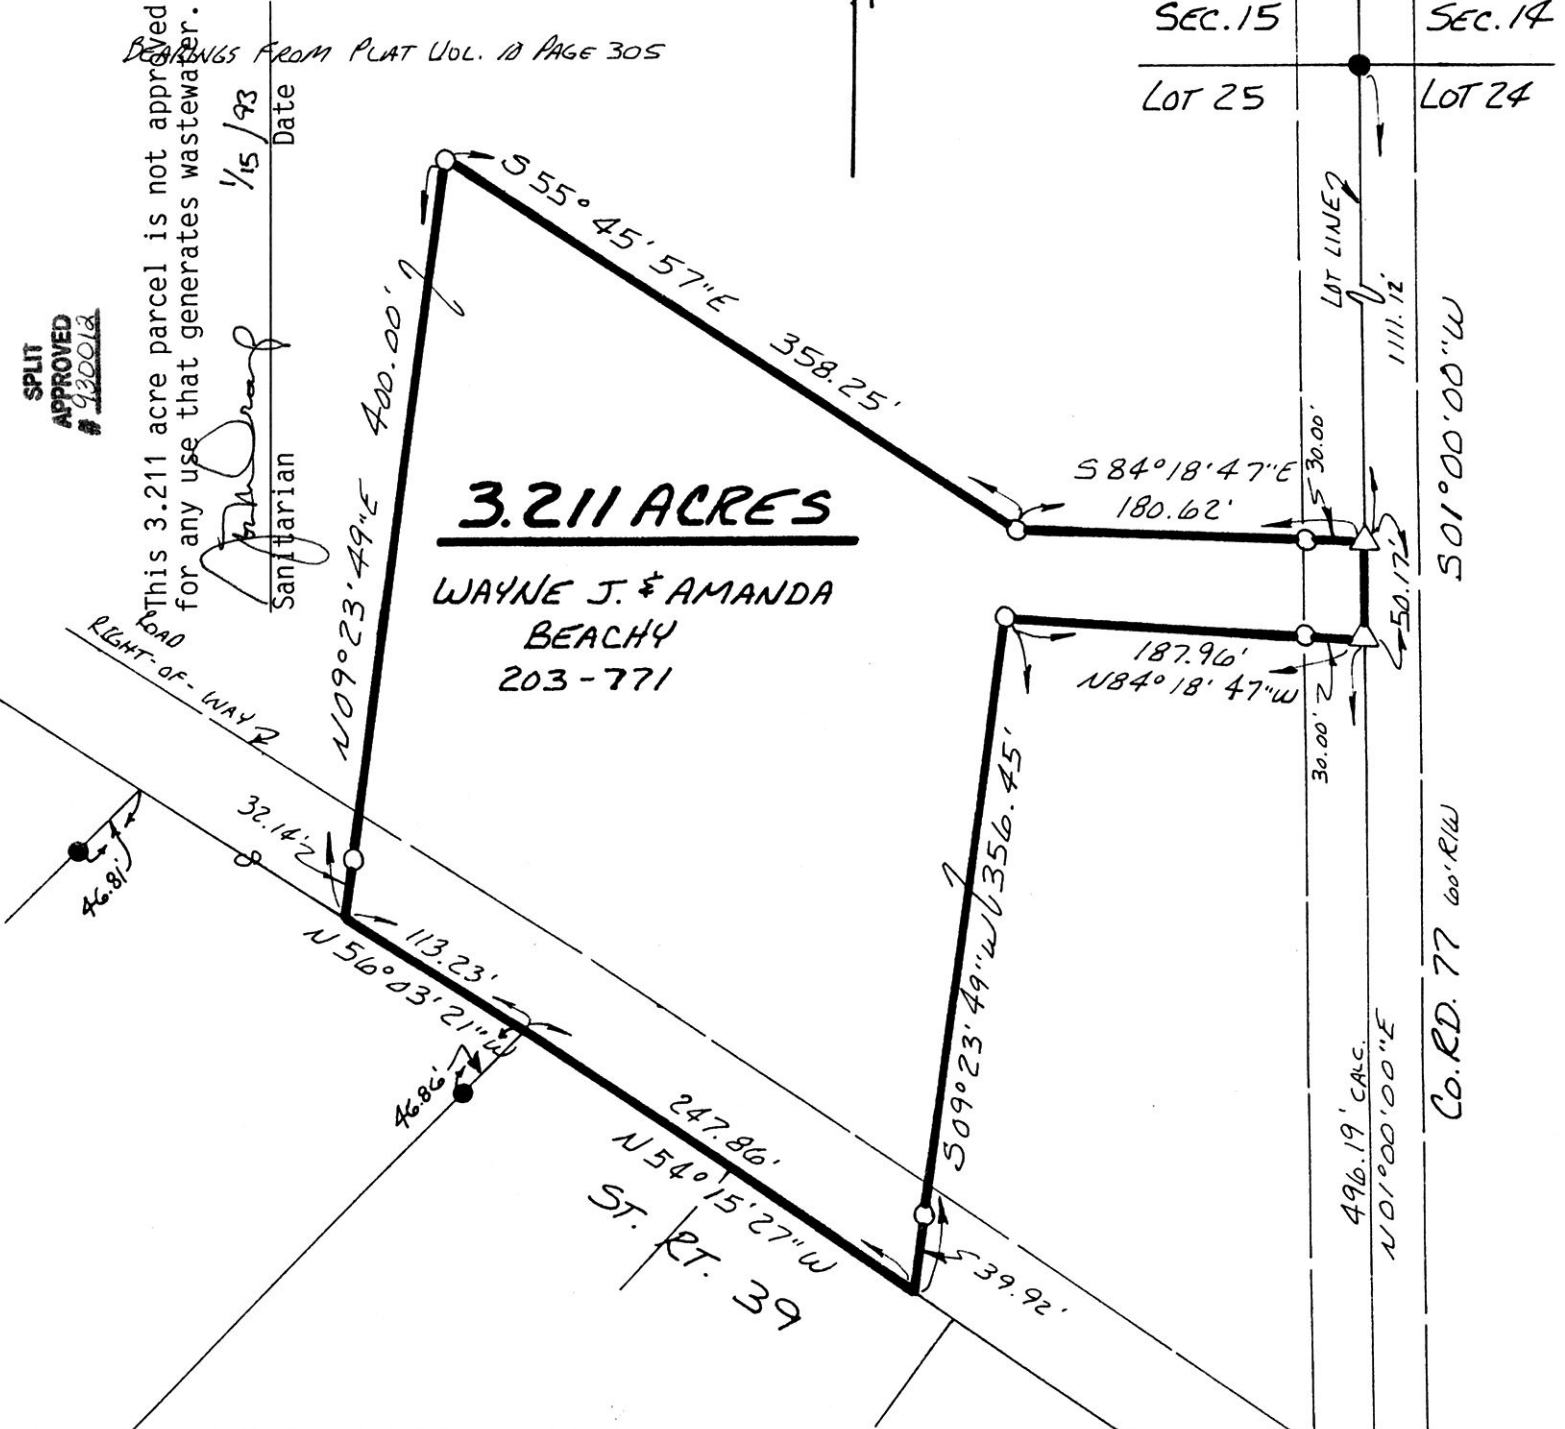 SEC. 15
SEC. 14
LOT 25
LOT 24
BEARINGS FROM PLAT VOL. 10 PAGE 305
This 3.211 acre parcel is not approved
for any use that generates wastewater.
1/15/93
Sanitarian Date
SPLIT
APPROVED
# 930012
S 55° 45' 57" E
358.25'
400.00'
N09°23'49"E
3.211 ACRES
WAYNE J. & AMANDA
BEACHY
203-771
S 84° 18' 47" E
180.62'
30.00'
LOT LINE
1111.12'
S01°00'00"W
50.17'
187.96'
N84° 18' 47" W
30.00'
ROAD
RIGHT-OF-WAY
32.14'
46.81'
113.23'
N 56° 03' 21" W
46.86'
247.86'
N 54° 15' 27" W
ST. RT. 39
S09°23'49"W
356.45'
39.92'
496.19' CALC.
N01°00'00"E
CO. RD. 77 60' R/W